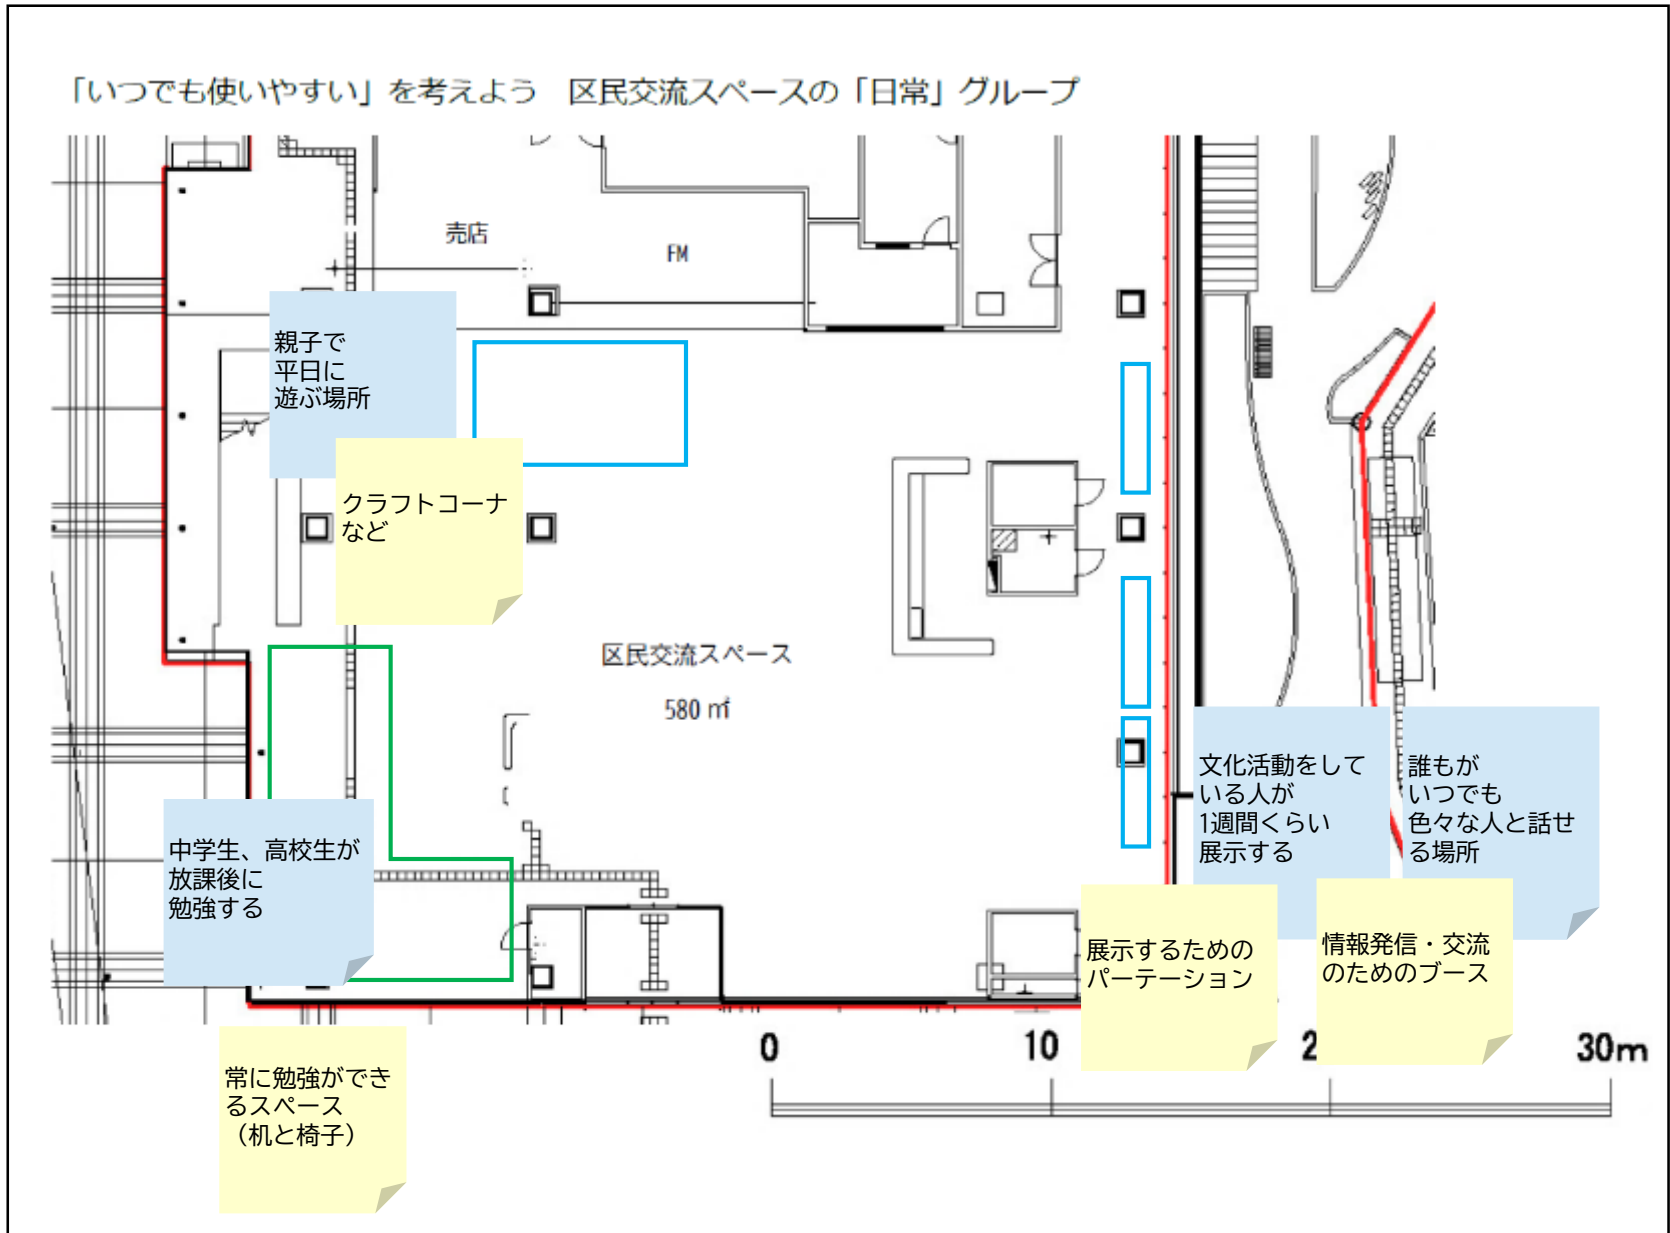 「いつでも使いやすい」を考えよう　区民交流スペースの「日常」グループ
売店
FM
親子で
平日に
遊ぶ場所
クラフトコーナ
など
区民交流スペース
580 ㎡
中学生、高校生が
放課後に
勉強する
文化活動をして
いる人が
1週間くらい
展示する
誰もが
いつでも
色々な人と話せ
る場所
展示するための
パーテーション
情報発信・交流
のためのブース
常に勉強ができ
るスペース
（机と椅子）
0
10
2
30m